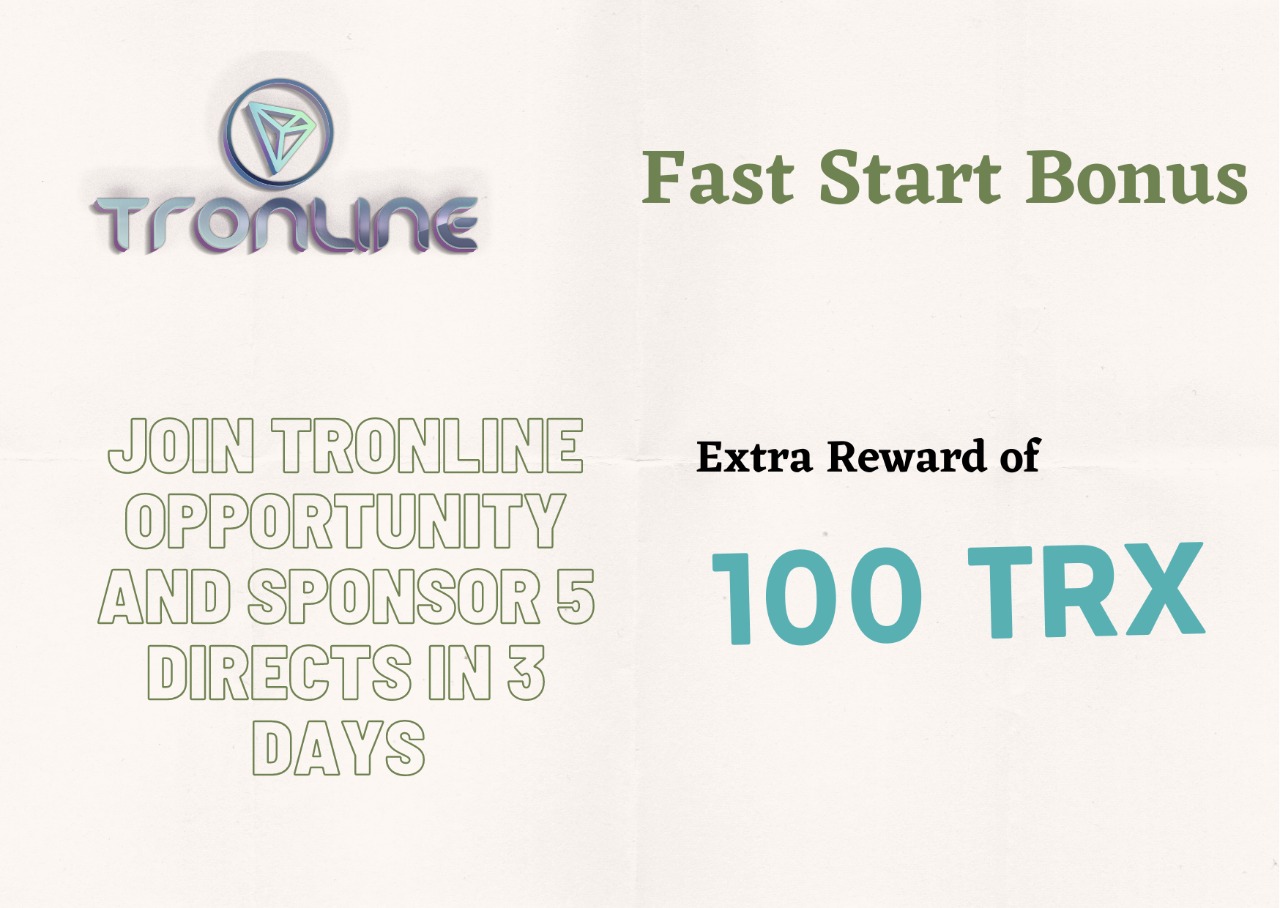 TRONLINE
Fast Start Bonus
JOIN TRONLINE
OPPORTUNITY
AND SPONSOR 5
DIRECTS IN 3
DAYS
Extra Reward of
100 TRX